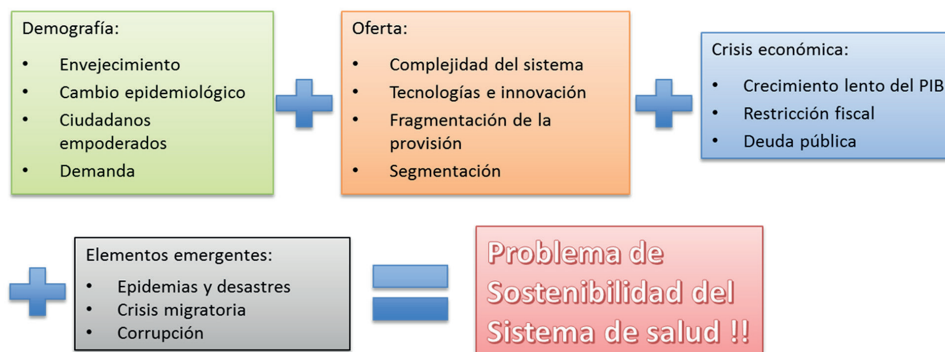 Demografía:
• Envejecimiento
• Cambio epidemiológico
• Ciudadanos
empoderados
• Demanda
Oferta:
• Complejidad del sistema
• Tecnologías e innovación
• Fragmentación de la
provisión
• Segmentación
Crisis económica:
• Crecimiento lento del PIB
• Restricción fiscal
• Deuda pública
Elementos emergentes:
• Epidemias y desastres
• Crisis migratoria
• Corrupción
Problema de
Sostenibilidad del
Sistema de salud !!